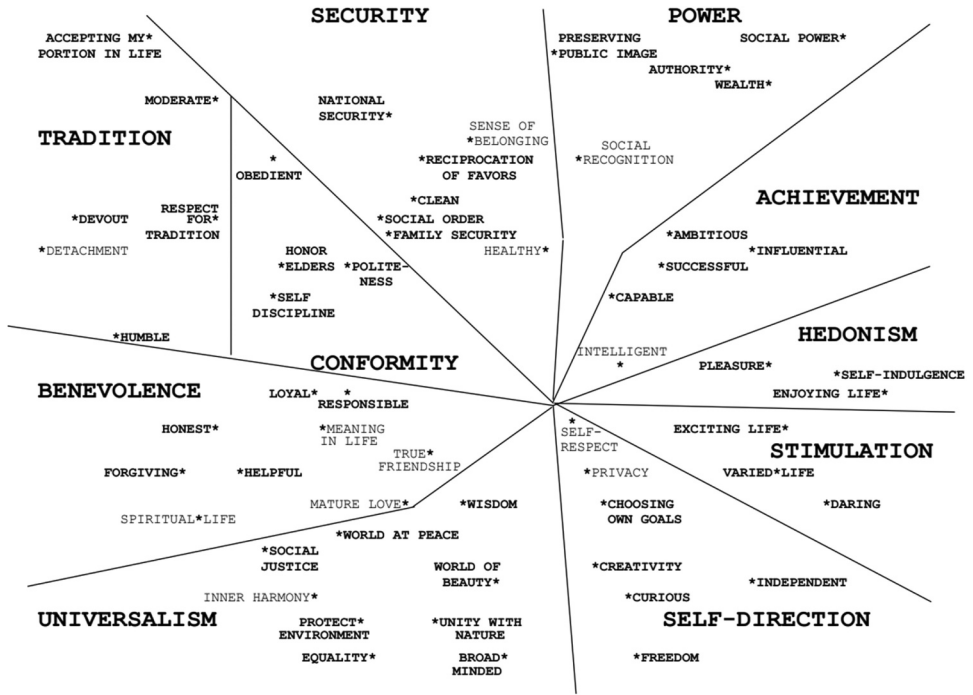 SECURITY
POWER
ACCEPTING MY*
PORTION IN LIFE
PRESERVING
*PUBLIC IMAGE
SOCIAL POWER*
AUTHORITY*
WEALTH*
MODERATE*
NATIONAL
SECURITY*
TRADITION
SENSE OF
*BELONGING
SOCIAL
*RECOGNITION
*
OBEDIENT
*RECIPROCATION
OF FAVORS
ACHIEVEMENT
*CLEAN
*DEVOUT
RESPECT
FOR*
TRADITION
*SOCIAL ORDER
*FAMILY SECURITY
*AMBITIOUS
*DETACHMENT
HONOR
*ELDERS
*POLITE-
NESS
HEALTHY*
*INFLUENTIAL
*SUCCESSFUL
*SELF
DISCIPLINE
*CAPABLE
*HUMBLE
HEDONISM
CONFORMITY
INTELLIGENT
*
PLEASURE*
*SELF-INDULGENCE
ENJOYING LIFE*
BENEVOLENCE
LOYAL*
*
RESPONSIBLE
HONEST*
*MEANING
IN LIFE
*
SELF-
RESPECT
EXCITING LIFE*
STIMULATION
TRUE*
FRIENDSHIP
FORGIVING*
*HELPFUL
*PRIVACY
VARIED*LIFE
MATURE LOVE*
*WISDOM
*CHOOSING
OWN GOALS
*DARING
SPIRITUAL*LIFE
*WORLD AT PEACE
*SOCIAL
JUSTICE
WORLD OF
BEAUTY*
*CREATIVITY
*INDEPENDENT
INNER HARMONY*
*CURIOUS
UNIVERSALISM
PROTECT*
ENVIRONMENT
*UNITY WITH
NATURE
SELF-DIRECTION
EQUALITY*
BROAD*
MINDED
*FREEDOM